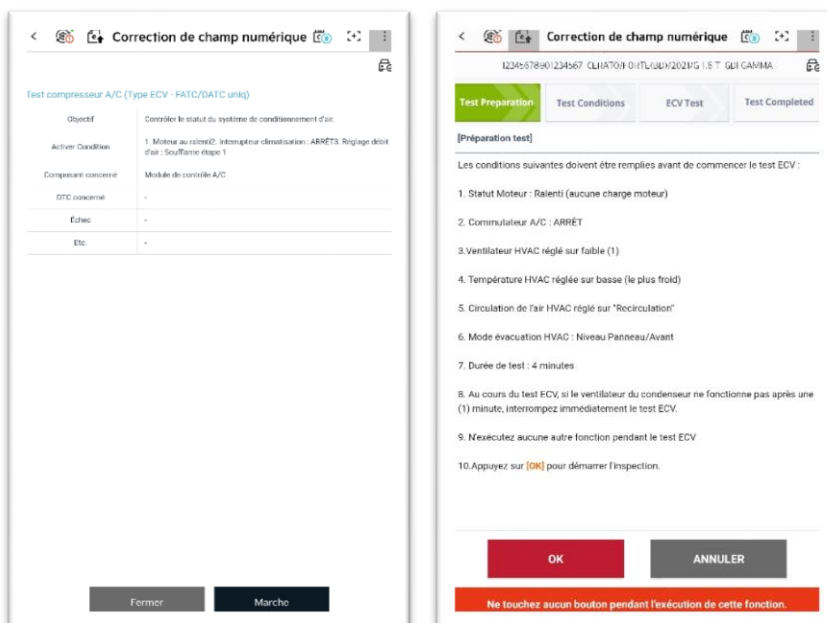 Correction de champ numérique
Test compresseur A/C (Type ECV - FATC/DATC uniq)
Objectif
Contrôler le statut du système de conditionnement d'air.
Activer Condition
1. Moteur au ralenti2. Interrupteur climatisation : ARRÊT3. Réglage débit
d'air : Soufflante étape 1
Composant concerné
Module de contrôle A/C
DTC concerné
-
Échec
-
Etc.
-
Fermer
Marche
Correction de champ numérique
Test Preparation
Test Conditions
ECV Test
Test Completed
[Préparation test]
Les conditions suivantes doivent être remplies avant de commencer le test ECV :
1. Statut Moteur : Ralenti (aucune charge moteur)
2. Commutateur A/C : ARRÊT
3.Ventilateur HVAC réglé sur faible (1)
4. Température HVAC réglée sur basse (le plus froid)
5. Circulation de l'air HVAC réglé sur "Recirculation"
6. Mode évacuation HVAC : Niveau Panneau/Avant
7. Durée de test : 4 minutes
8. Au cours du test ECV, si le ventilateur du condenseur ne fonctionne pas après une
(1) minute, interrompez immédiatement le test ECV.
9. N'exécutez aucune autre fonction pendant le test ECV
10.Appuyez sur [OK] pour démarrer l'inspection.
OK
ANNULER
Ne touchez aucun bouton pendant l'exécution de cette fonction.